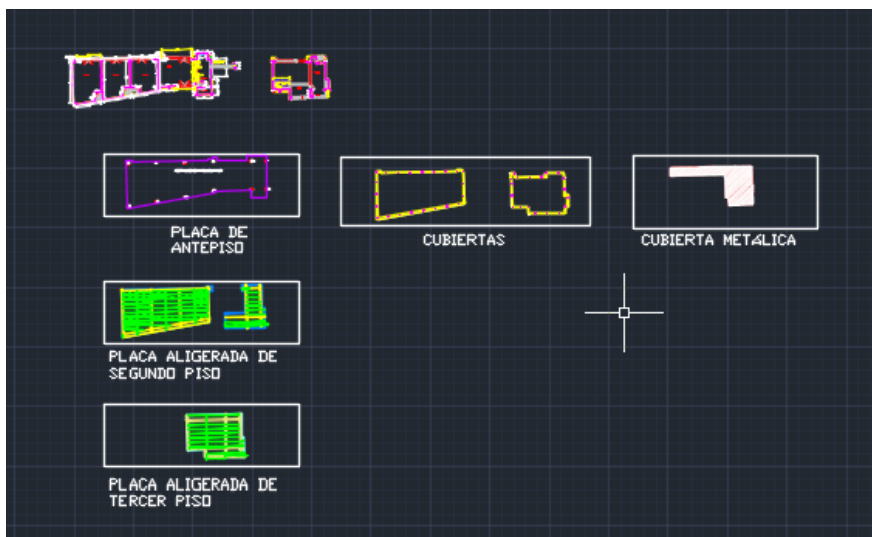 PLACA DE
ANTEPISO
CUBIERTAS
CUBIERTA METÁLICA
PLACA ALIGERADA DE
SEGUNDO PISO
PLACA ALIGERADA DE
TERCER PISO